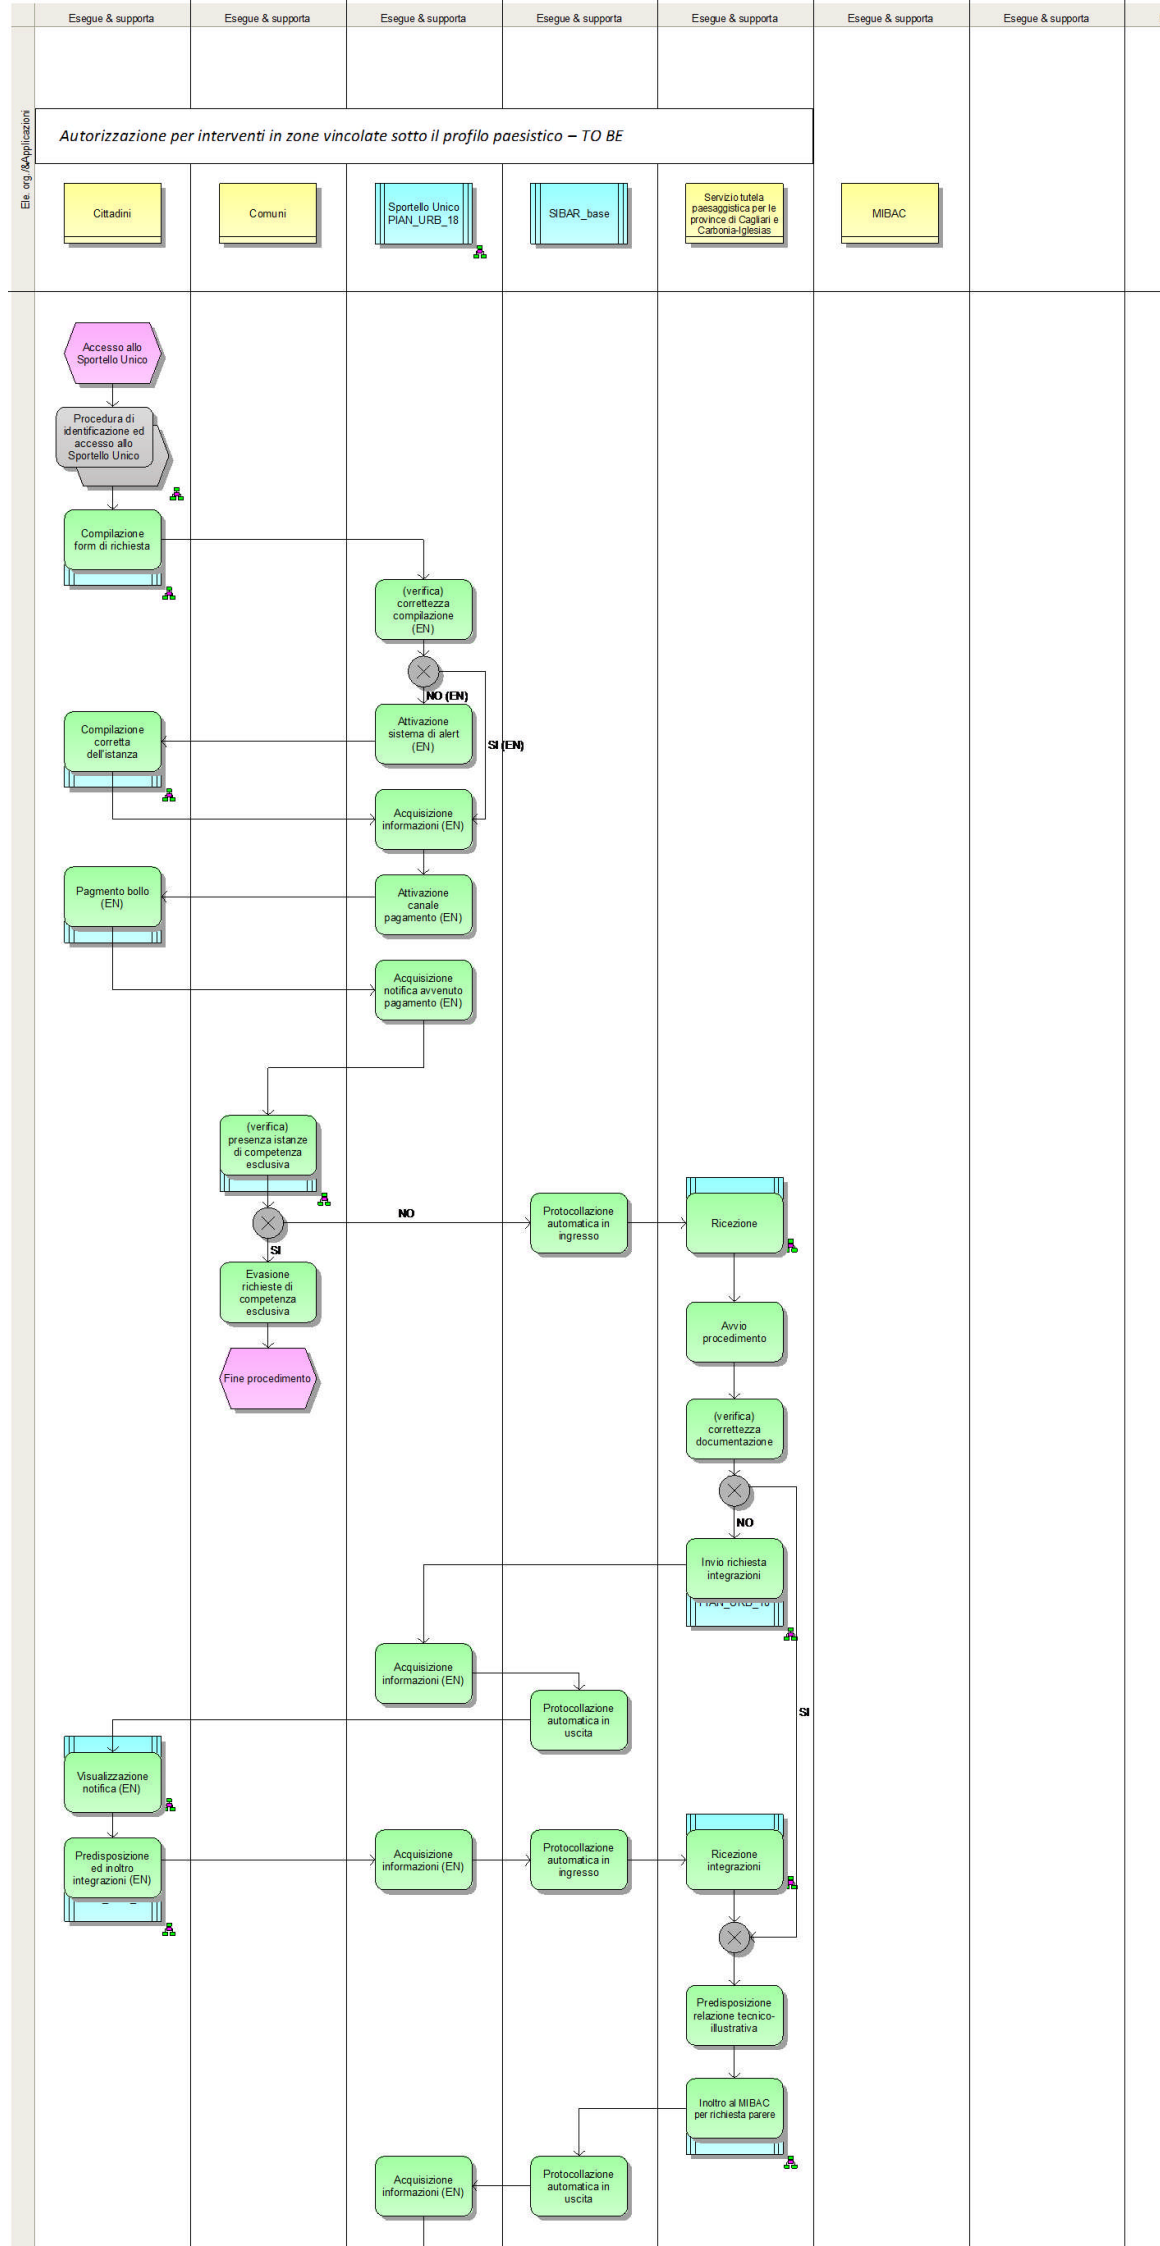 Esegue & supporta
Esegue & supporta
Esegue & supporta
Esegue & supporta
Esegue & supporta
Esegue & supporta
Esegue & supporta
Ele. org./&Applicazioni
Autorizzazione per interventi in zone vincolate sotto il profilo paesistico – TO BE
Cittadini
Comuni
Sportello Unico
PIAN_URB_18
SIBAR_base
Servizio tutela
paesaggistica per le
province di Cagliari e
Carbonia-Iglesias
MIBAC
Accesso allo
Sportello Unico
Procedura di
identificazione ed
accesso allo
Sportello Unico
Compilazione
form di richiesta
(verifica)
correttezza
compilazione
(EN)
NO (EN)
SI (EN)
Attivazione
sistema di alert
(EN)
Compilazione
corretta
dell'istanza
Acquisizione
informazioni (EN)
Pagmento bollo
(EN)
Attivazione
canale
pagamento (EN)
Acquisizione
notifica avvenuto
pagamento (EN)
(verifica)
presenza istanze
di competenza
esclusiva
NO
SI
Protocollazione
automatica in
ingresso
Ricezione
Evasione
richieste di
competenza
esclusiva
Avvio
procedimento
Fine procedimento
(verifica)
correttezza
documentazione
NO
Invio richiesta
integrazioni
Acquisizione
informazioni (EN)
Protocollazione
automatica in
uscita
SI
Visualizzazione
notifica (EN)
Predisposizione
ed inoltro
integrazioni (EN)
Acquisizione
informazioni (EN)
Protocollazione
automatica in
ingresso
Ricezione
integrazioni
Predisposizione
relazione tecnico-
illustrativa
Inoltro al MIBAC
per richiesta parere
Acquisizione
informazioni (EN)
Protocollazione
automatica in
uscita